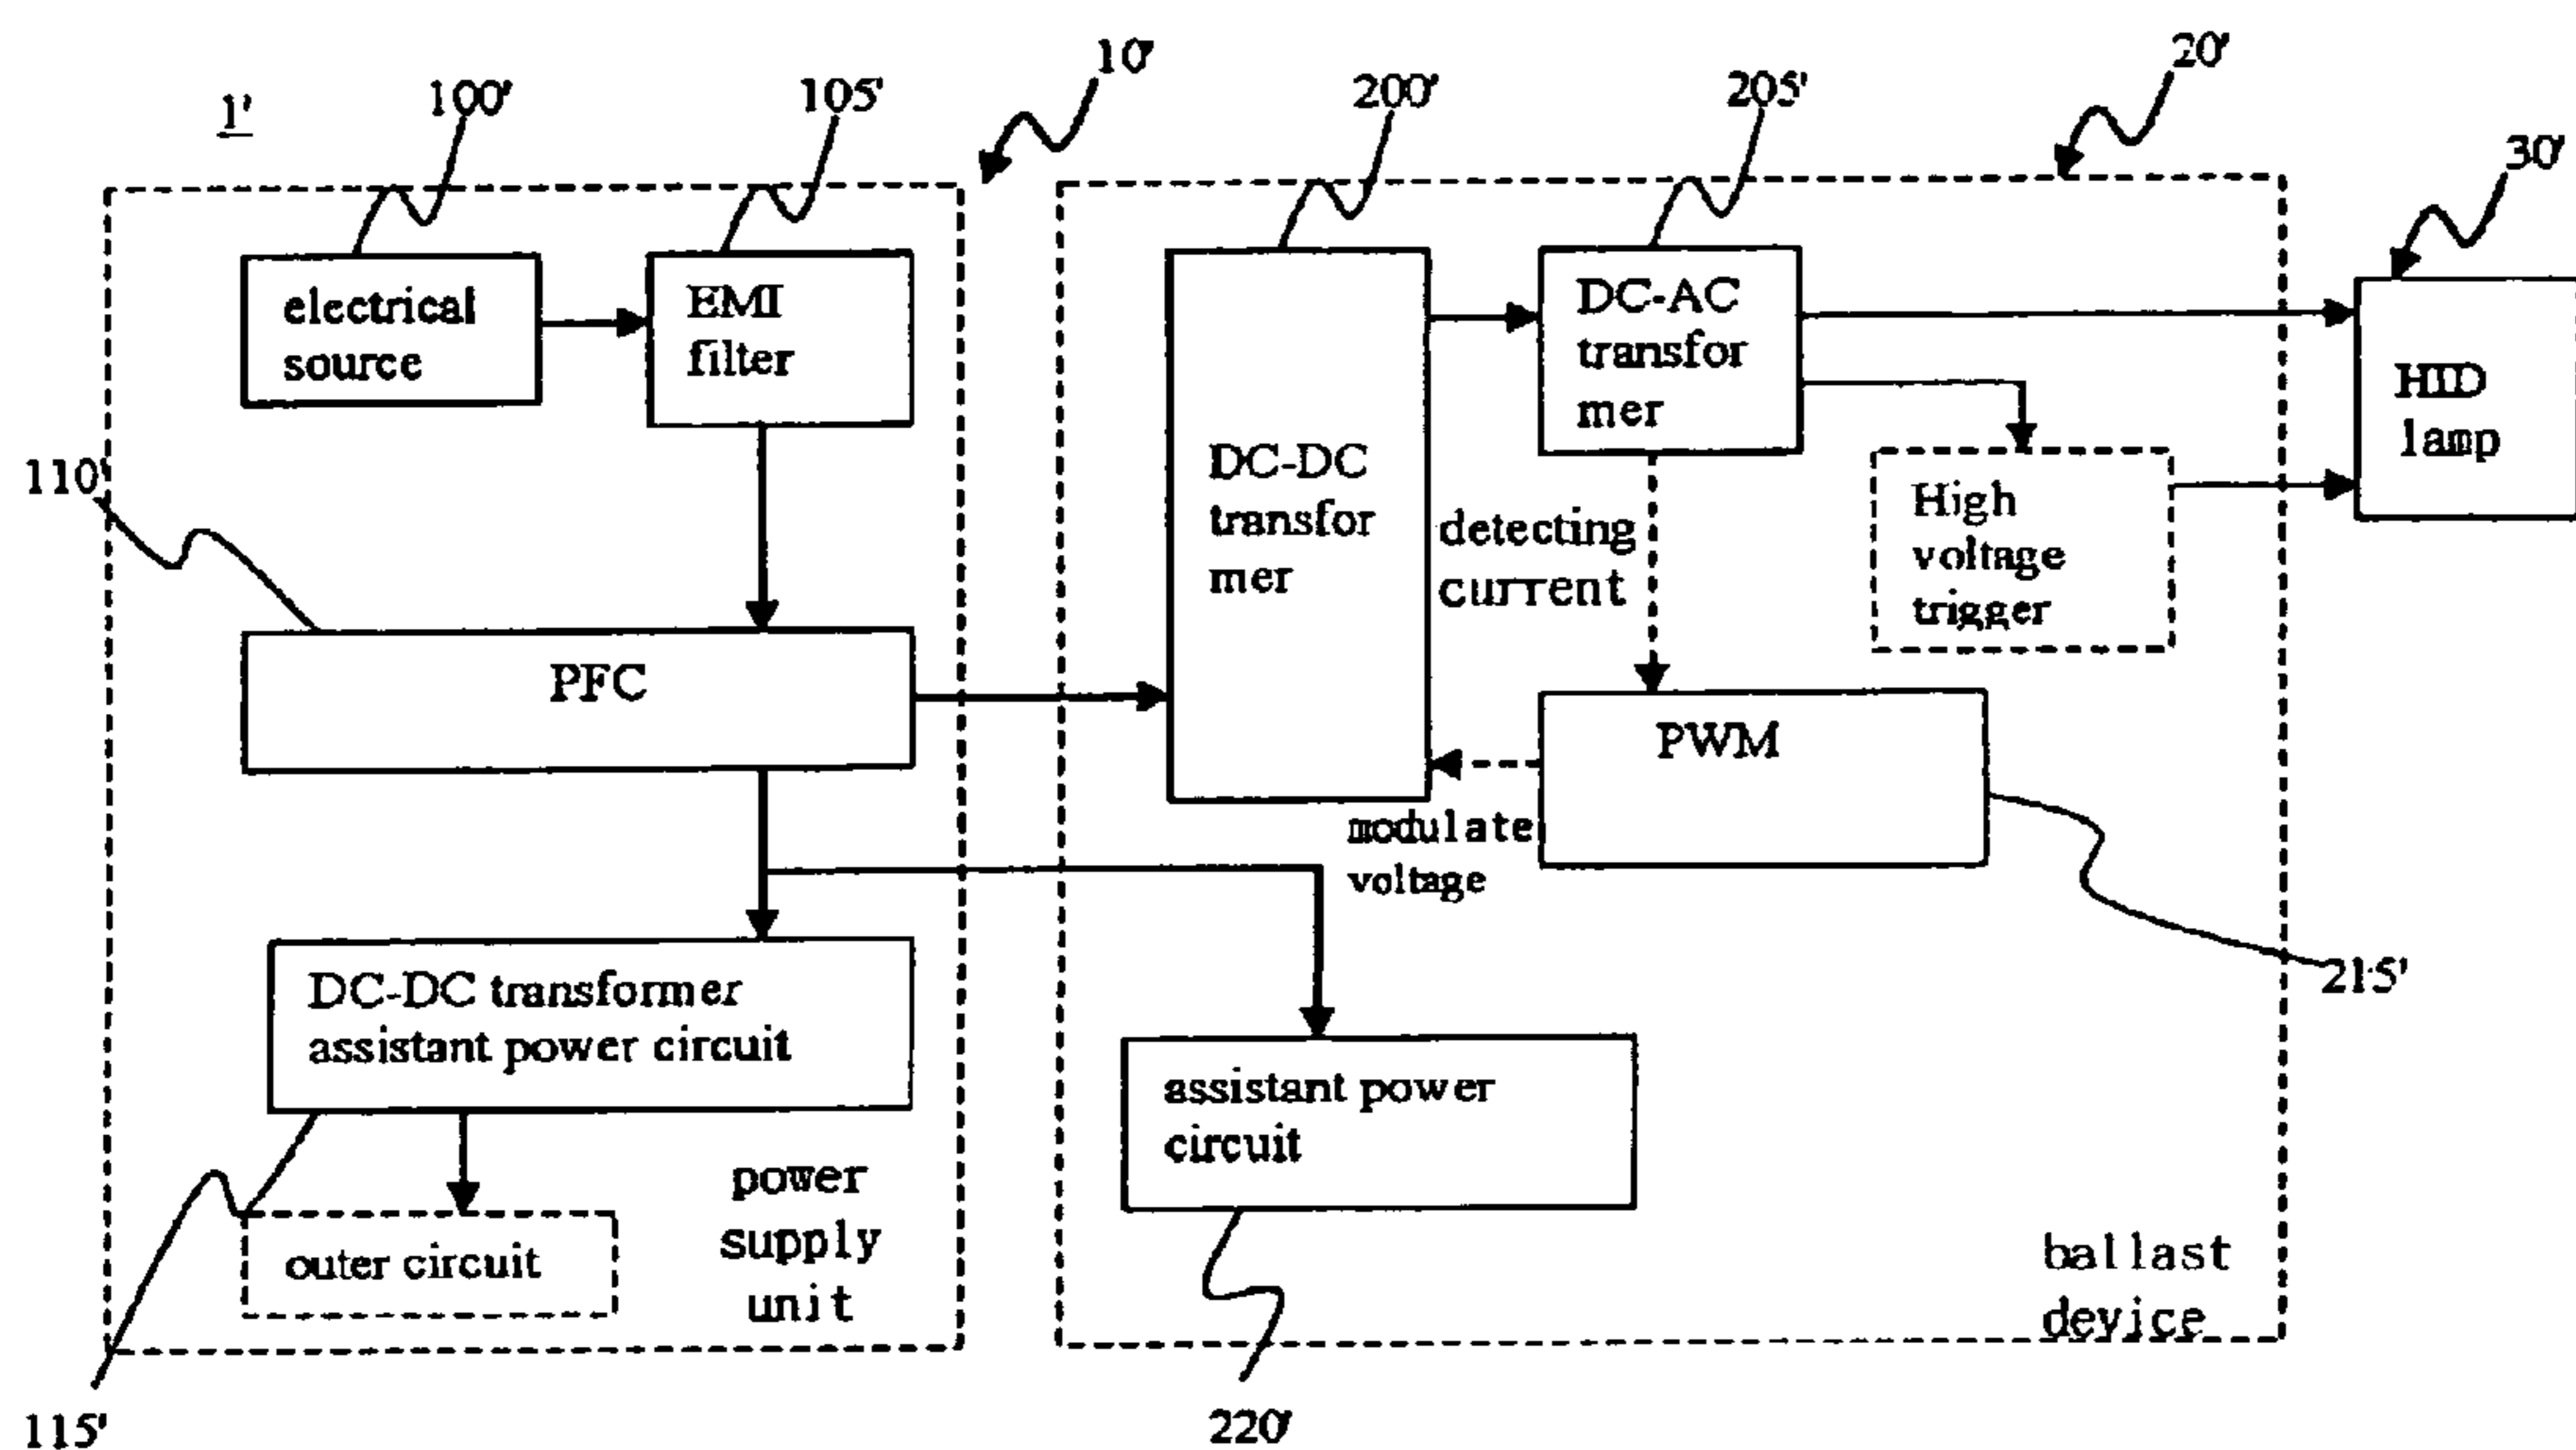 1'
100'
105'
10'
200'
205'
20'
30'
electrical
source
EMI
filter
DC-AC
transfor
mer
HID
lamp
110'
DC-DC
transfor
mer
detecting
current
High
voltage
trigger
PFC
PWM
modulate
voltage
DC-DC transformer
assistant power circuit
215'
assistant power
circuit
outer circuit
power
supply
unit
ballast
device
115'
220'